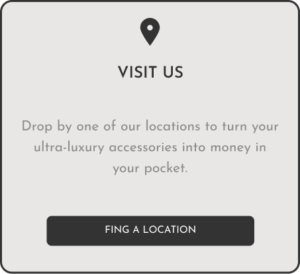 VISIT US
Drop by one of our locations to turn your
ultra-luxury accessories into money in
your pocket.
FING A LOCATION